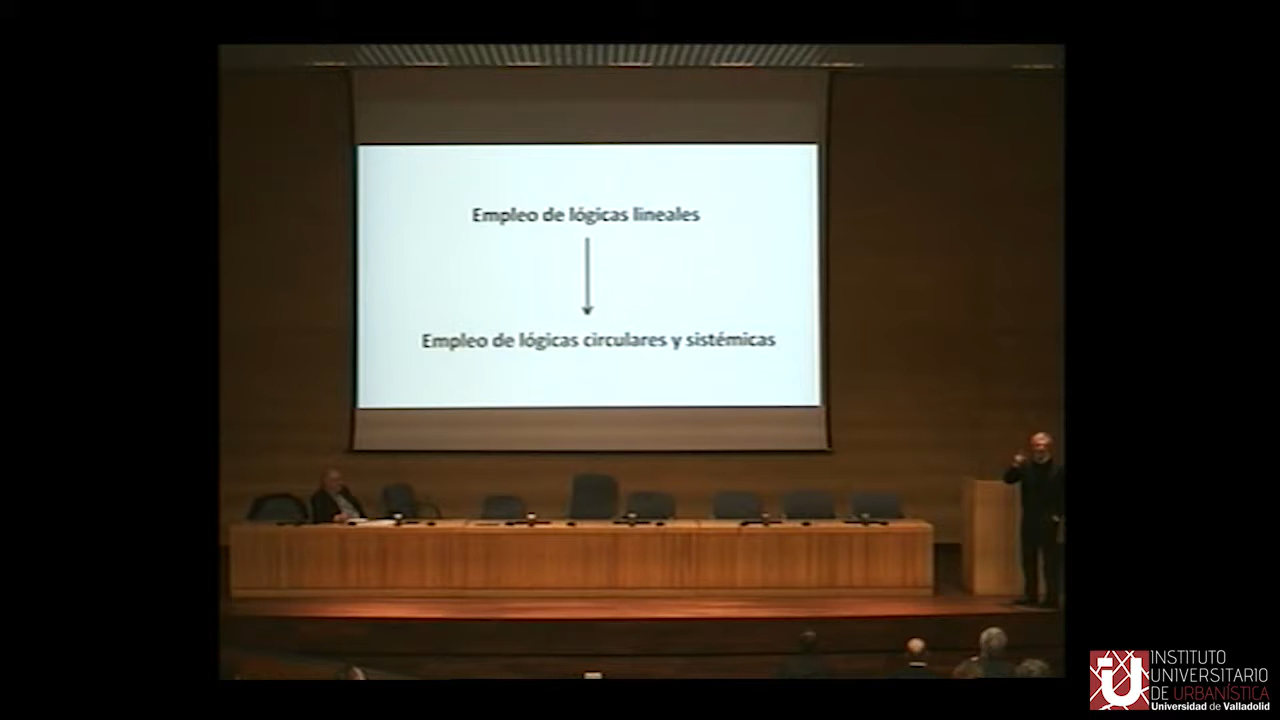 Empleo de lógicas lineales
Empleo de lógicas circulares y sistémicas
INSTITUTO
UNIVERSITARIO
DE URBANÍSTICA
Universidad de Valladolid